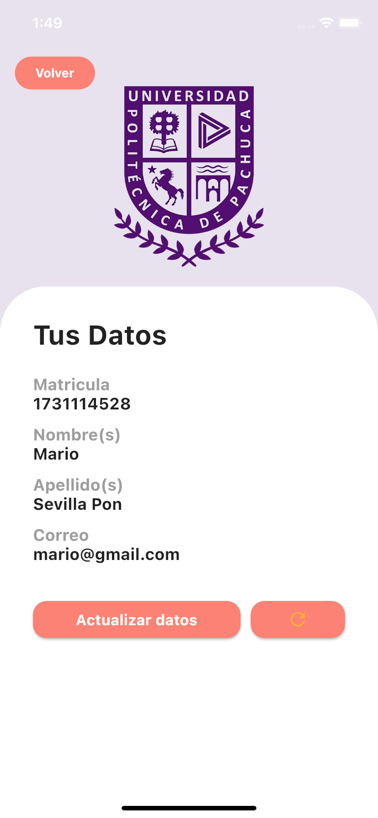 1:49
Volver
UNIVERSIDAD
POLITÉCNICA DE PACHUCA
Tus Datos
Matricula
1731114528
Nombre(s)
Mario
Apellido(s)
Sevilla Pon
Correo
mario@gmail.com
Actualizar datos